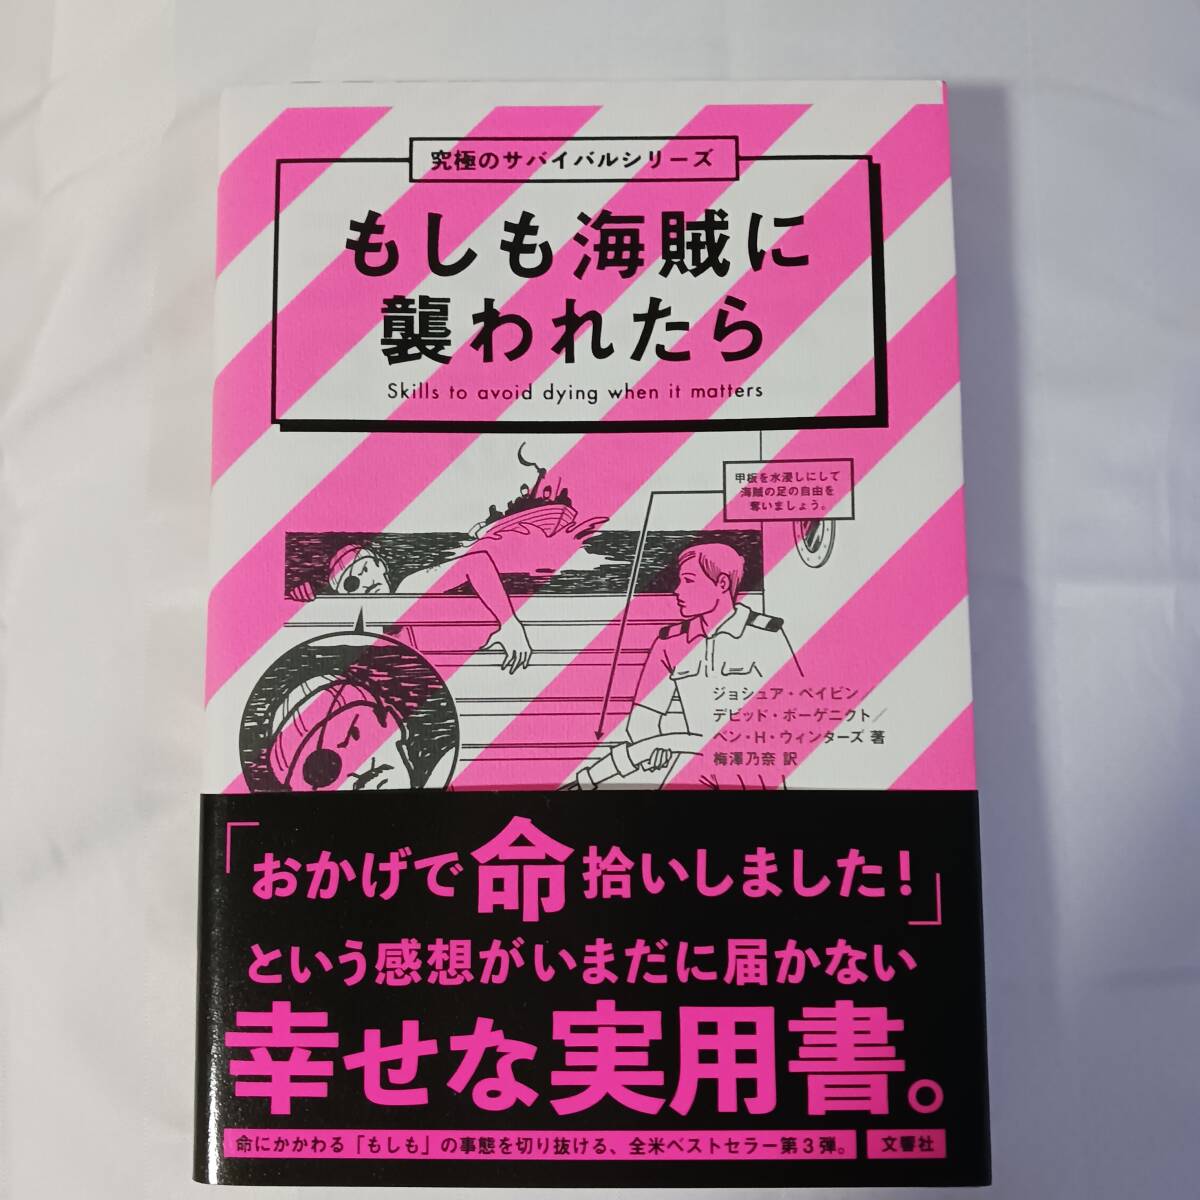 究極のサバイバルシリーズ
もしも海賊に
襲われたら
Skills to avoid dying when it matters
甲板を水浸しにして
海賊の足の自由を
奪いましょう。
ジョシュア・ペイビン/
デビッド・ボーゲニクト/
ベン・H・ウィンターズ 著
梅澤乃奈 訳
「おかげで命拾いしました!」
という感想がいまだに届かない
幸せな実用書。
命にかかわる「もしも」の事態を切り抜ける、全米ベストセラー第3弾。
文響社